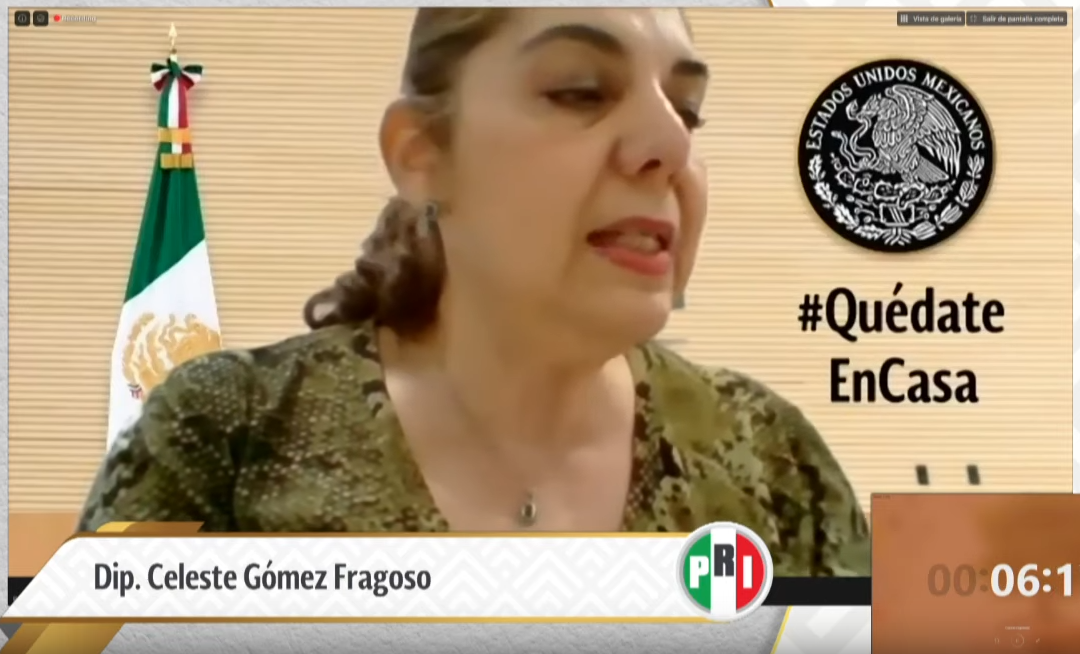 Recording
Vista de galería
Salir de pantalla completa
ESTADOS UNIDOS MEXICANOS
#Quédate
EnCasa
Dip. Celeste Gómez Fragoso
PRI
00:06:1